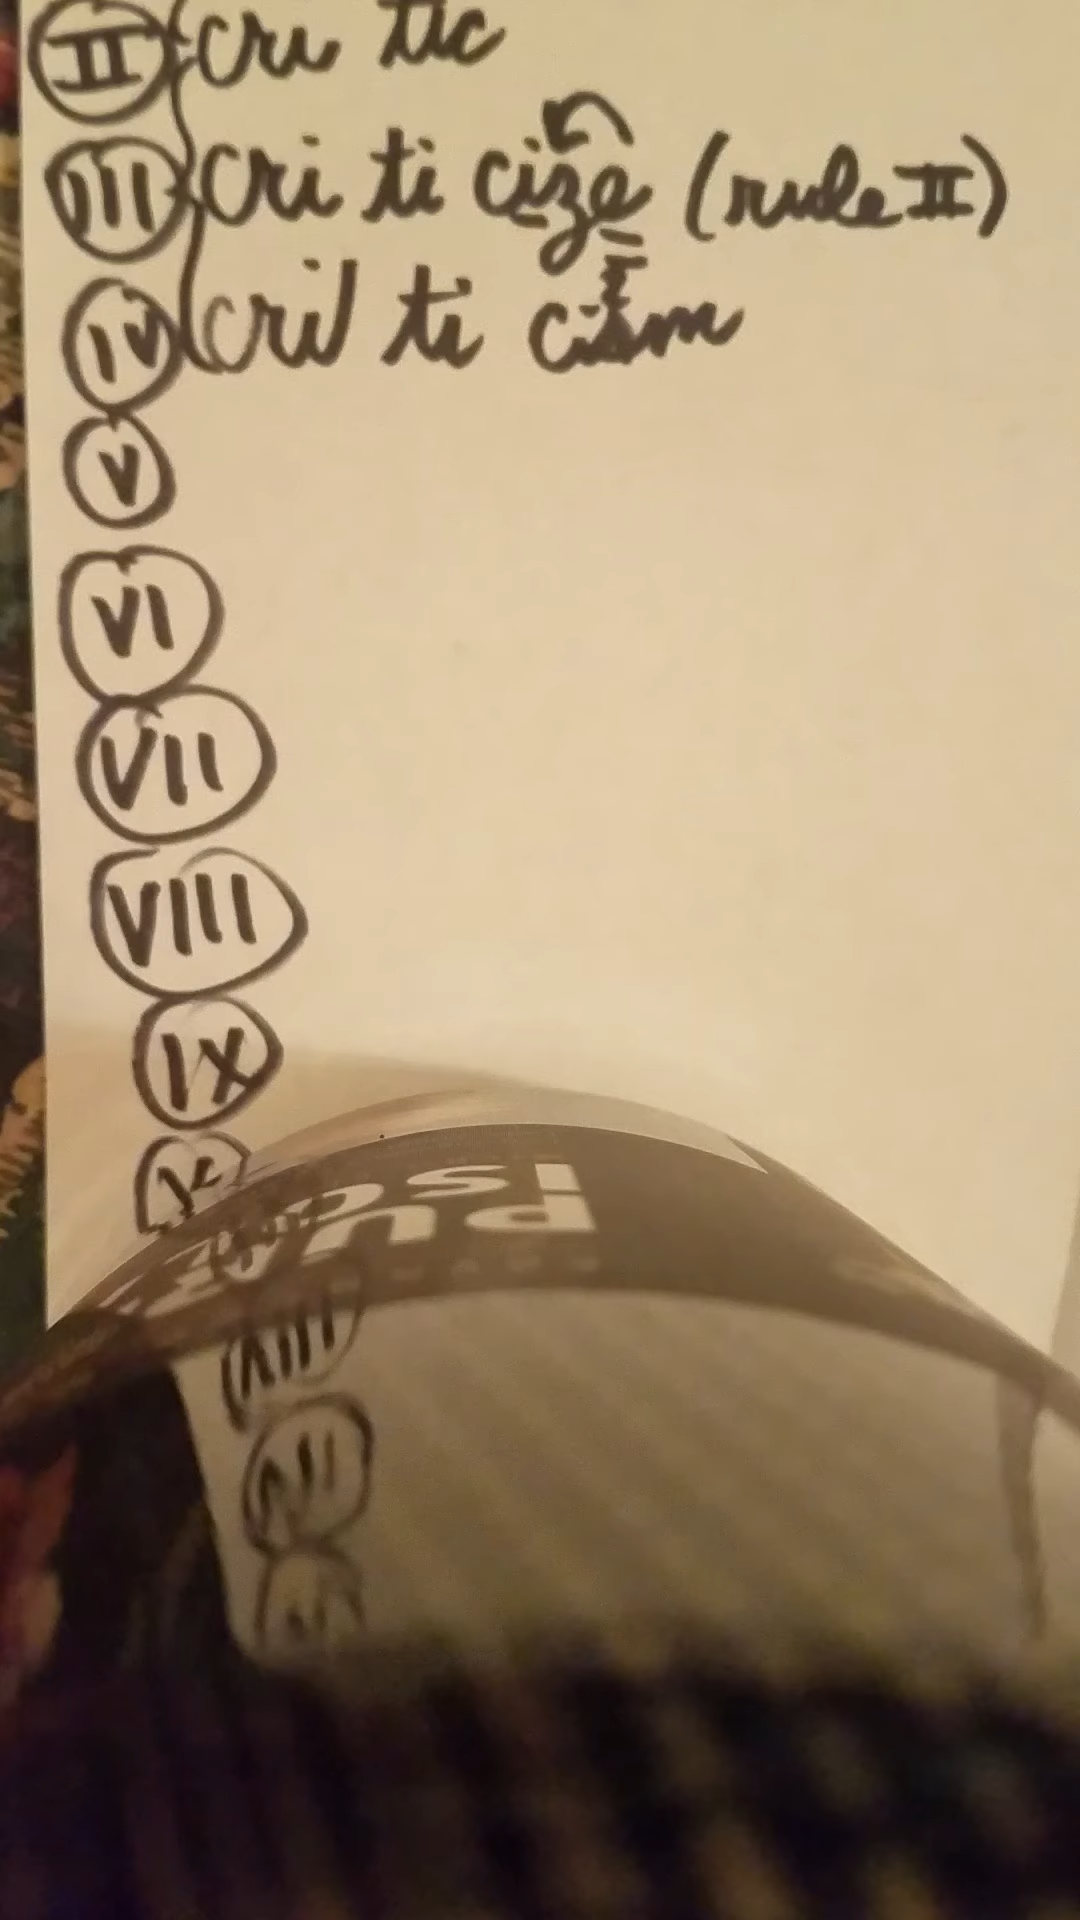 II cri tic
III cri ti cize (rule II)
IV cri ti cism
V
VI
VII
VIII
IX